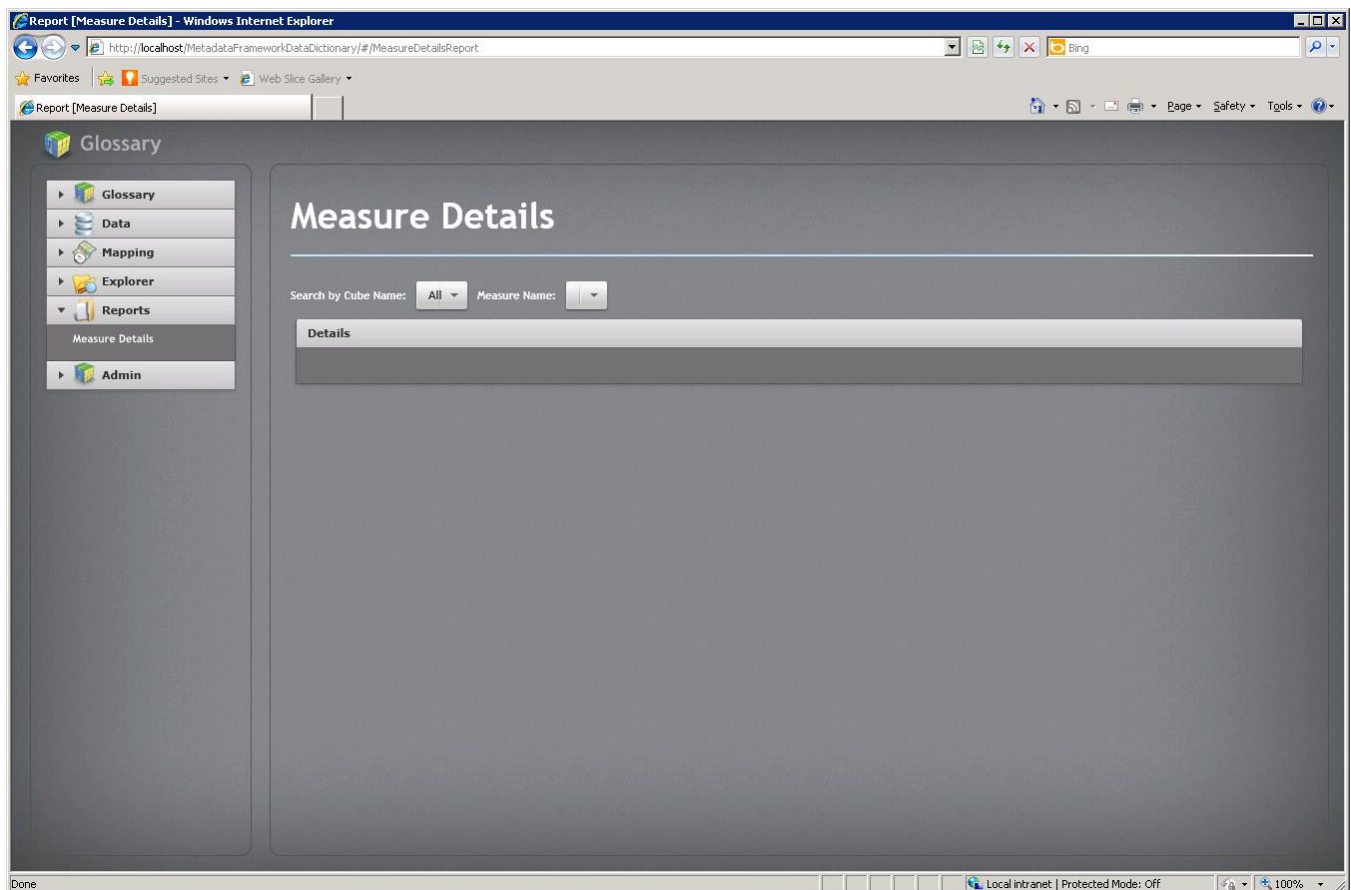 Report [Measure Details] - Windows Internet Explorer
http://localhost/MetadataFrameworkDataDictionary/#/MeasureDetailsReport
Bing
Favorites Suggested Sites Web Slice Gallery
Report [Measure Details]
Page Safety Tools
Glossary
Glossary
Data
Mapping
Explorer
Reports
Measure Details
Admin
Measure Details
Search by Cube Name: All Measure Name:
Details
Done
Local intranet | Protected Mode: Off
100%